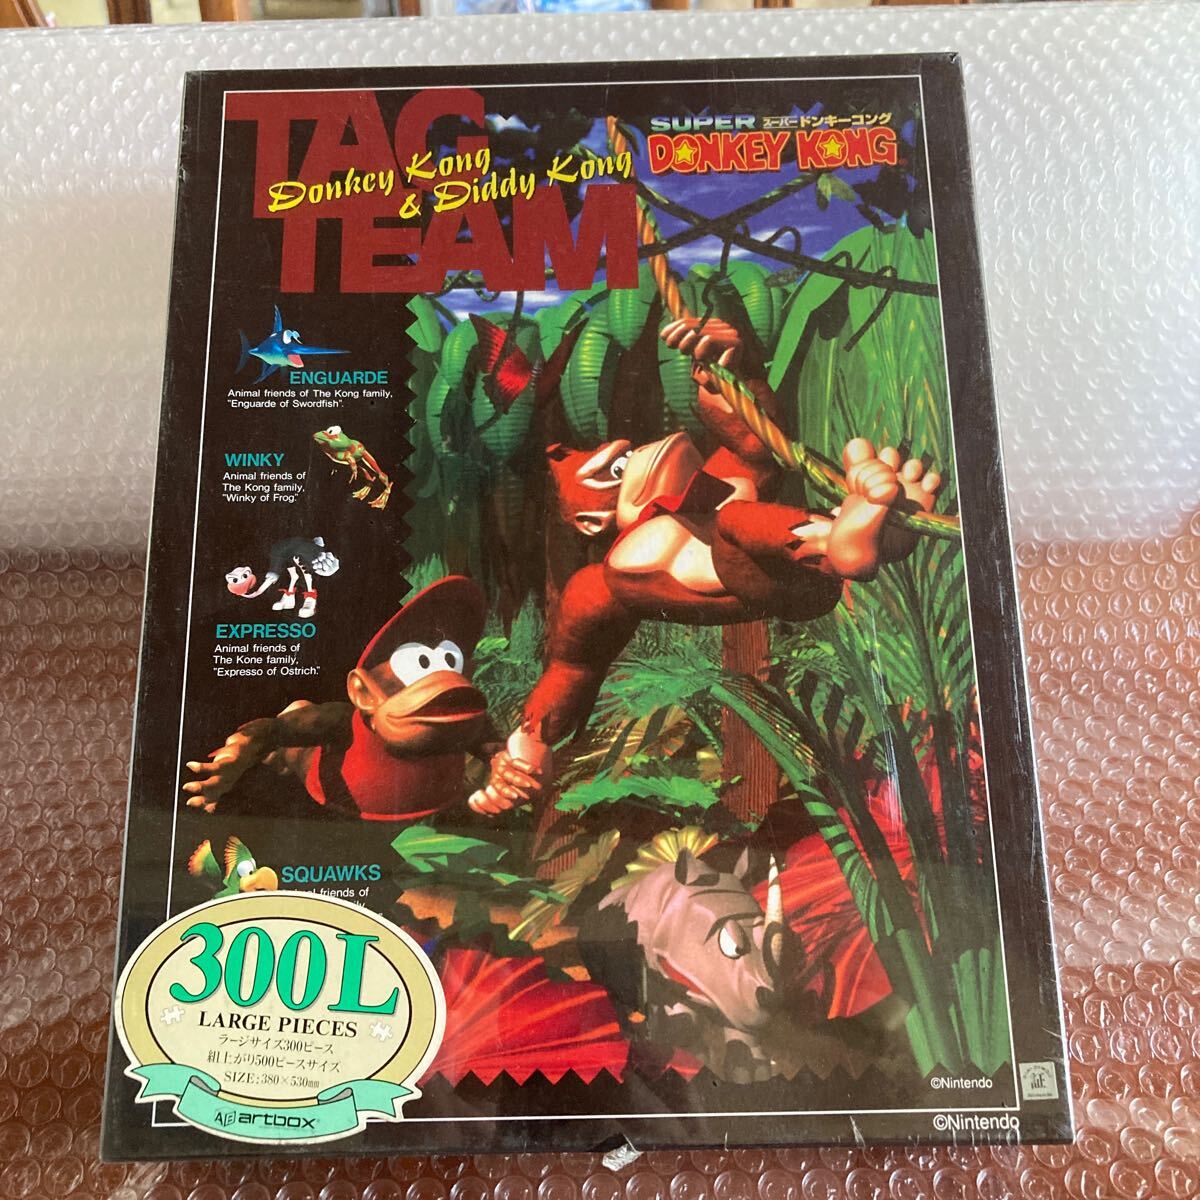 TAG
TEAM
Donkey Kong
& Diddy Kong
SUPER スーパードンキーコング
DONKEY KONG
ENGUARDE
Animal friends of The Kong family,
"Enguarde of Swordfish".
WINKY
Animal friends of
The Kong family,
"Winky of Frog."
EXPRESSO
Animal friends of
The Kone family,
"Expresso of Ostrich."
SQUAWKS
friends of
300L
LARGE PIECES
ラージサイズ300ピース
組上がり500ピースサイズ
SIZE:380×530mm
artbox
©Nintendo
©Nintendo